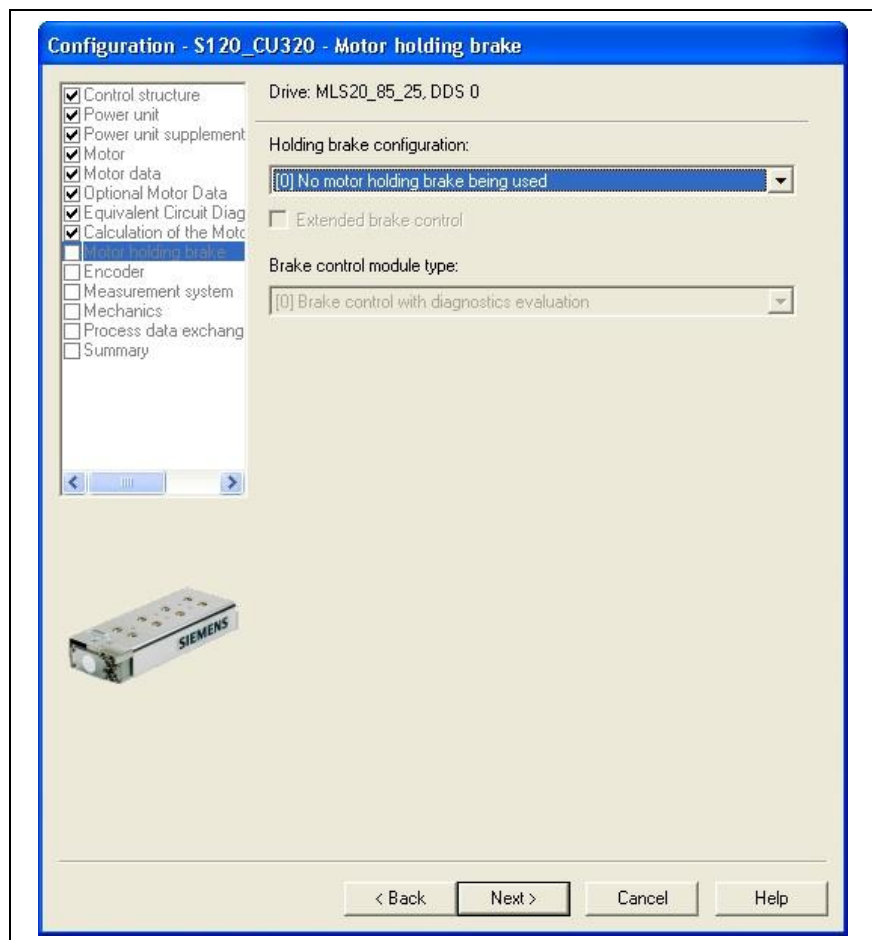 Configuration - S120_CU320 - Motor holding brake
Control structure
Power unit
Power unit supplement
Motor
Motor data
Optional Motor Data
Equivalent Circuit Diag
Calculation of the Motc
Motor holding brake
Encoder
Measurement system
Mechanics
Process data exchang
Summary
Drive: MLS20_85_25, DDS 0
Holding brake configuration:
[0] No motor holding brake being used
Extended brake control
Brake control module type:
[0] Brake control with diagnostics evaluation
SIEMENS
< Back
Next >
Cancel
Help